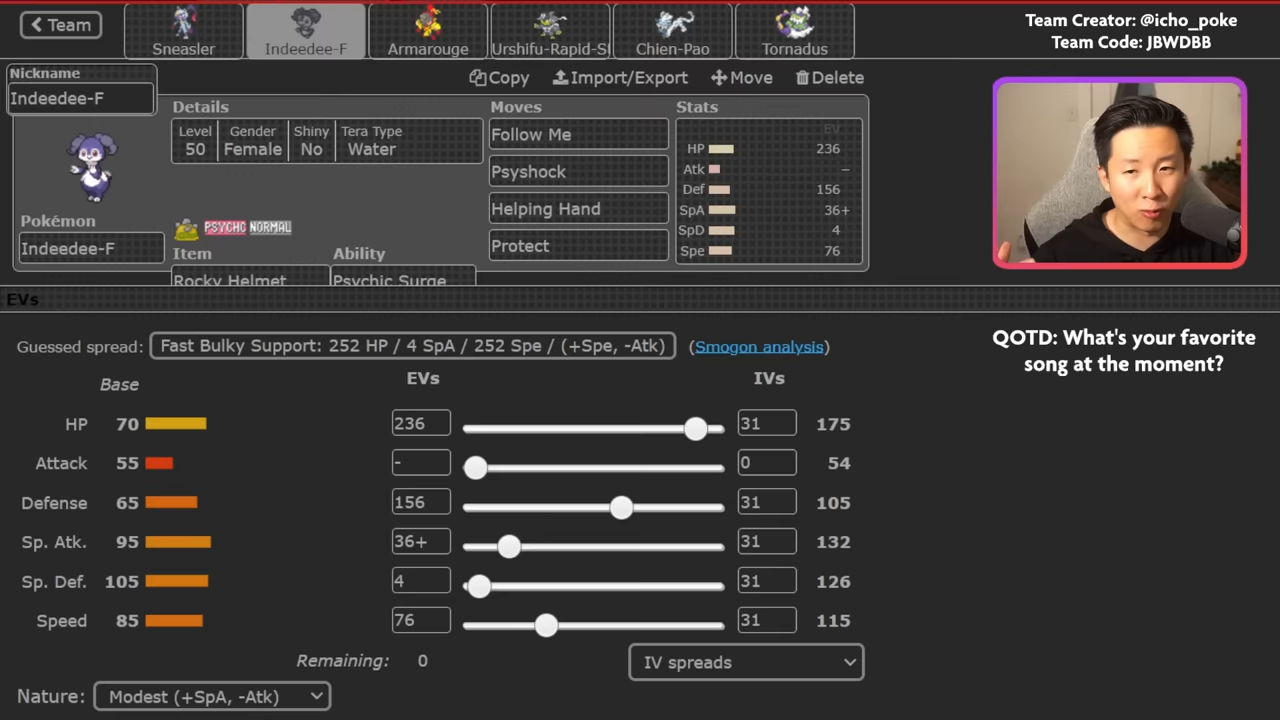 Team
Sneasler
Indeedee-F
Armarouge
Urshifu-Rapid-St
Chien-Pao
Tornadus
Team Creator: @icho_poke
Team Code: JBWDBB
Nickname
Indeedee-F
Copy
Import/Export
Move
Delete
Details
Level
50
Gender
Female
Shiny
No
Tera Type
Water
PSYCHC NORMAL
Pokémon
Indeedee-F
Item
Rocky Helmet
Ability
Psychic Surge
Moves
Follow Me
Psyshock
Helping Hand
Protect
Stats
EV
HP 236
Atk –
Def 156
SpA 36+
SpD 4
Spe 76
EVs
Guessed spread: Fast Bulky Support: 252 HP / 4 SpA / 252 Spe / (+Spe, -Atk) (Smogon analysis)
Base EVs IVs
HP 70 236 31 175
Attack 55 - 0 54
Defense 65 156 31 105
Sp. Atk. 95 36+ 31 132
Sp. Def. 105 4 31 126
Speed 85 76 31 115
Remaining: 0
IV spreads
Nature: Modest (+SpA, -Atk)
QOTD: What's your favorite
song at the moment?